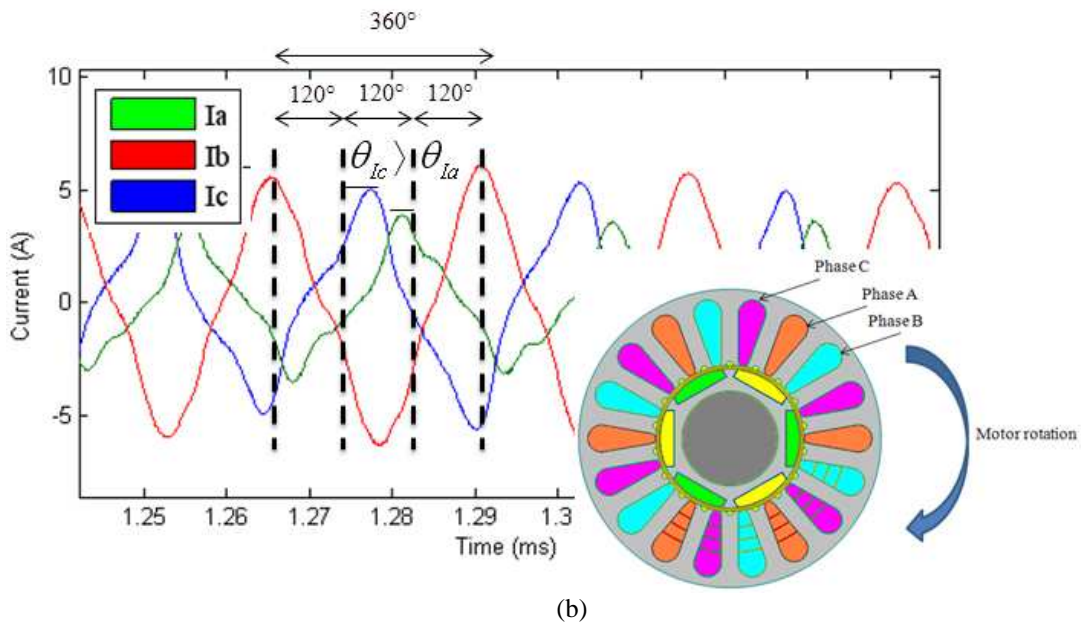 360°
120° 120° 120°
θIc 〉 θIa
Ia
Ib
Ic
10
5
0
-5
Current (A)
1.25 1.26 1.27 1.28 1.29 1.3
Time (ms)
Phase C
Phase A
Phase B
Motor rotation
(b)